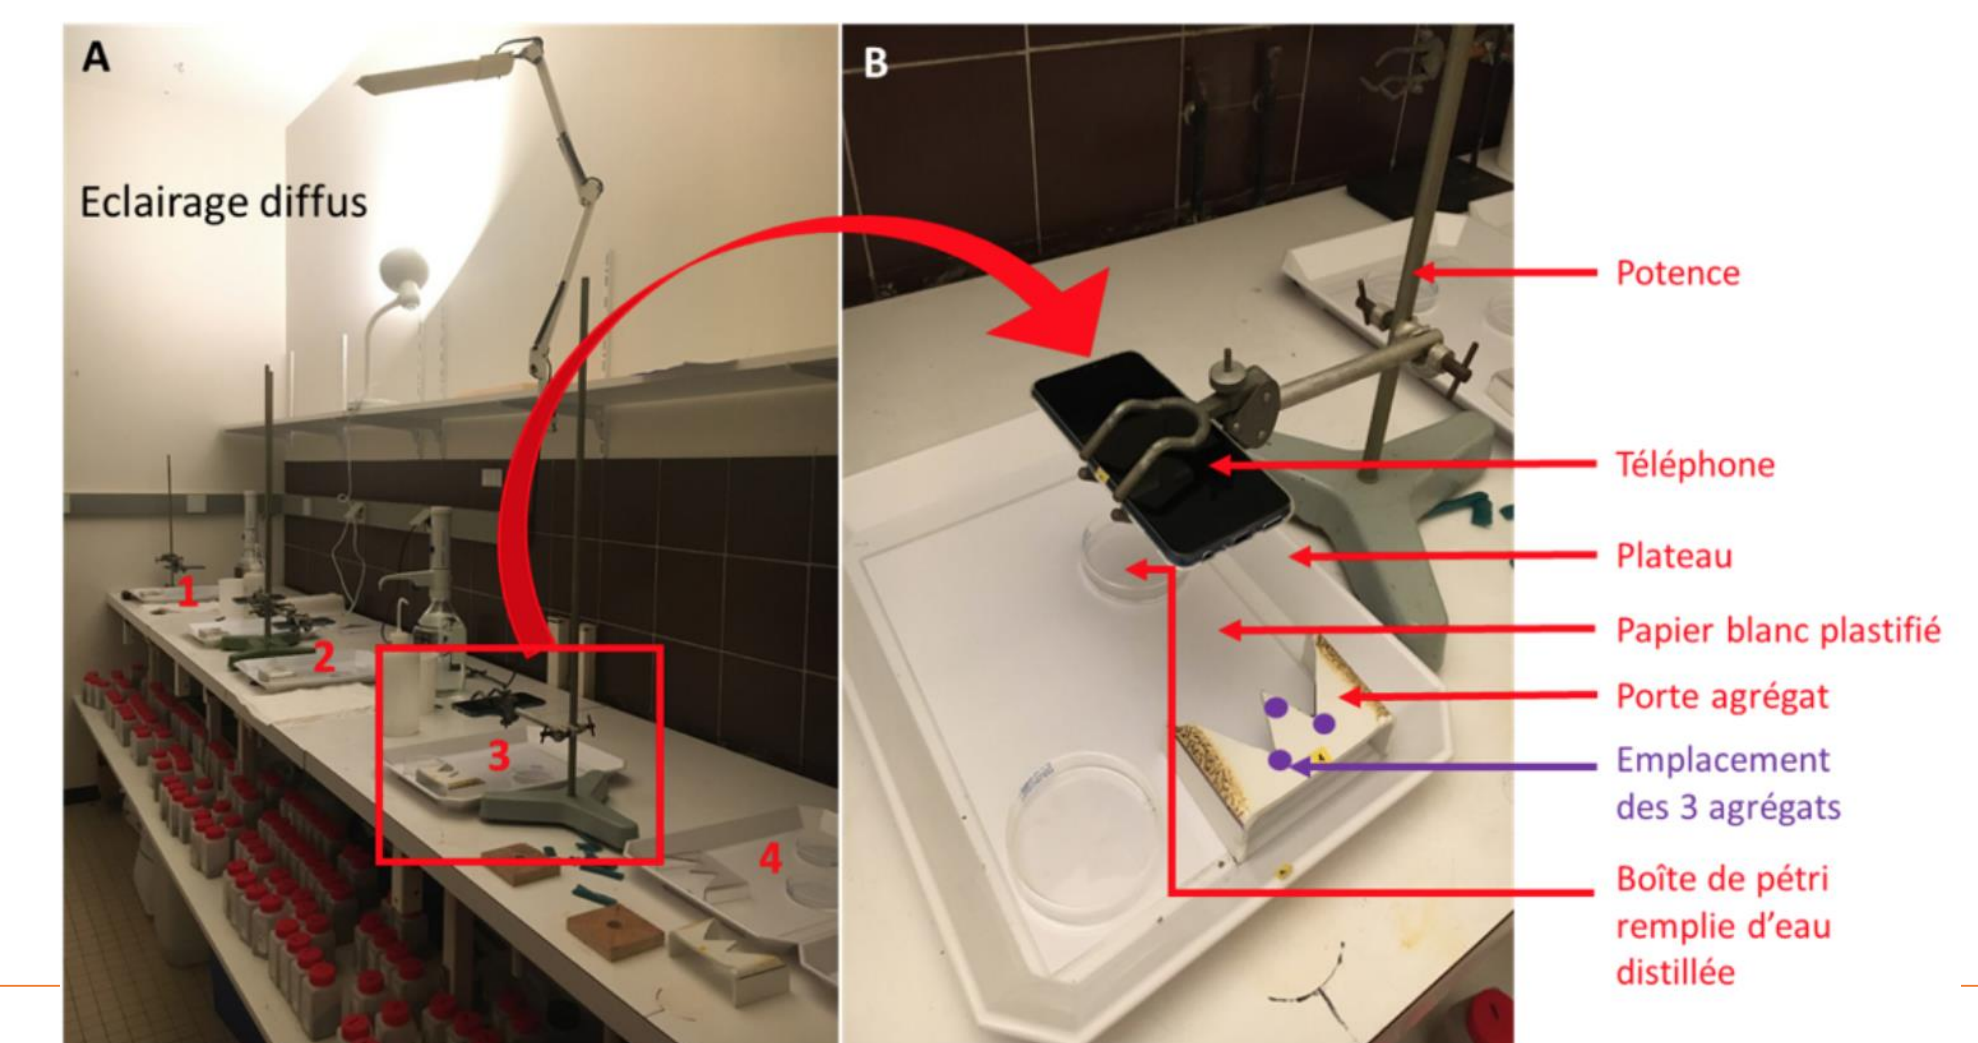 A
B
Eclairage diffus
1
2
3
4
Potence
Téléphone
Plateau
Papier blanc plastifié
Porte agrégat
Emplacement
des 3 agrégats
Boîte de pétri
remplie d'eau
distillée